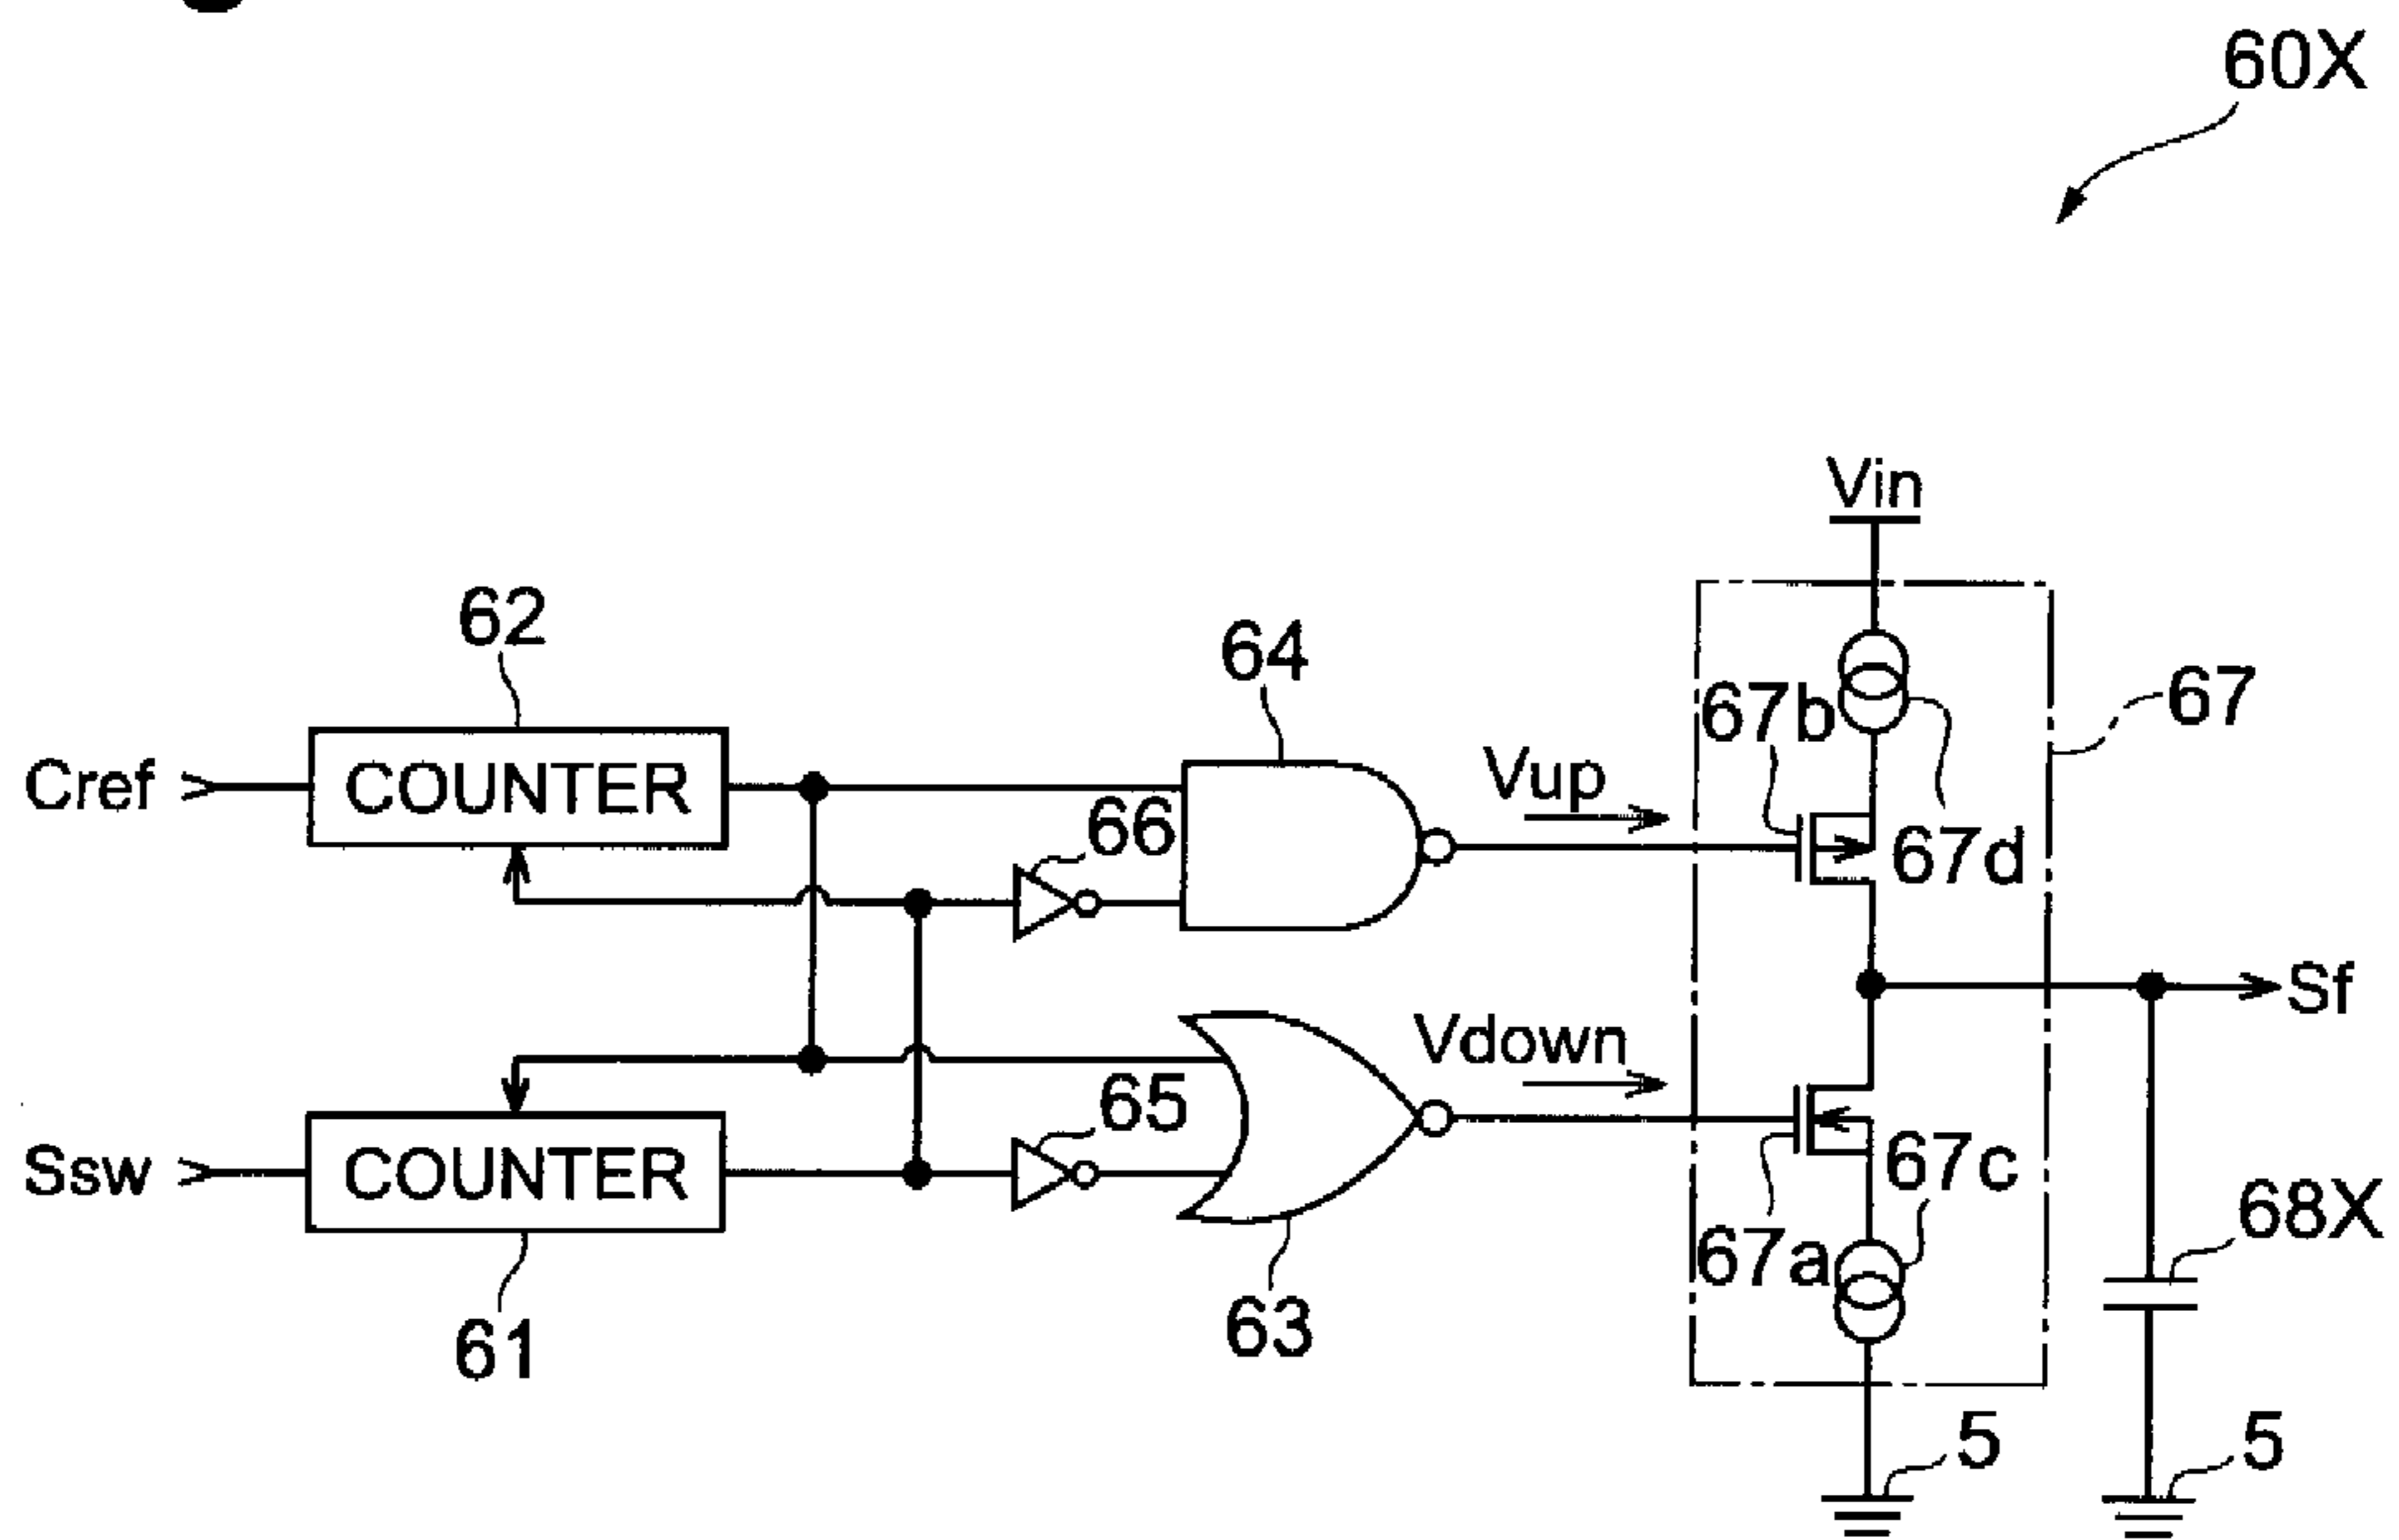 60X
Vin
62
64
67b
67
Cref
COUNTER
66
Vup
67d
Sf
Vdown
65
Ssw
COUNTER
67c
68X
67a
61
63
5
5